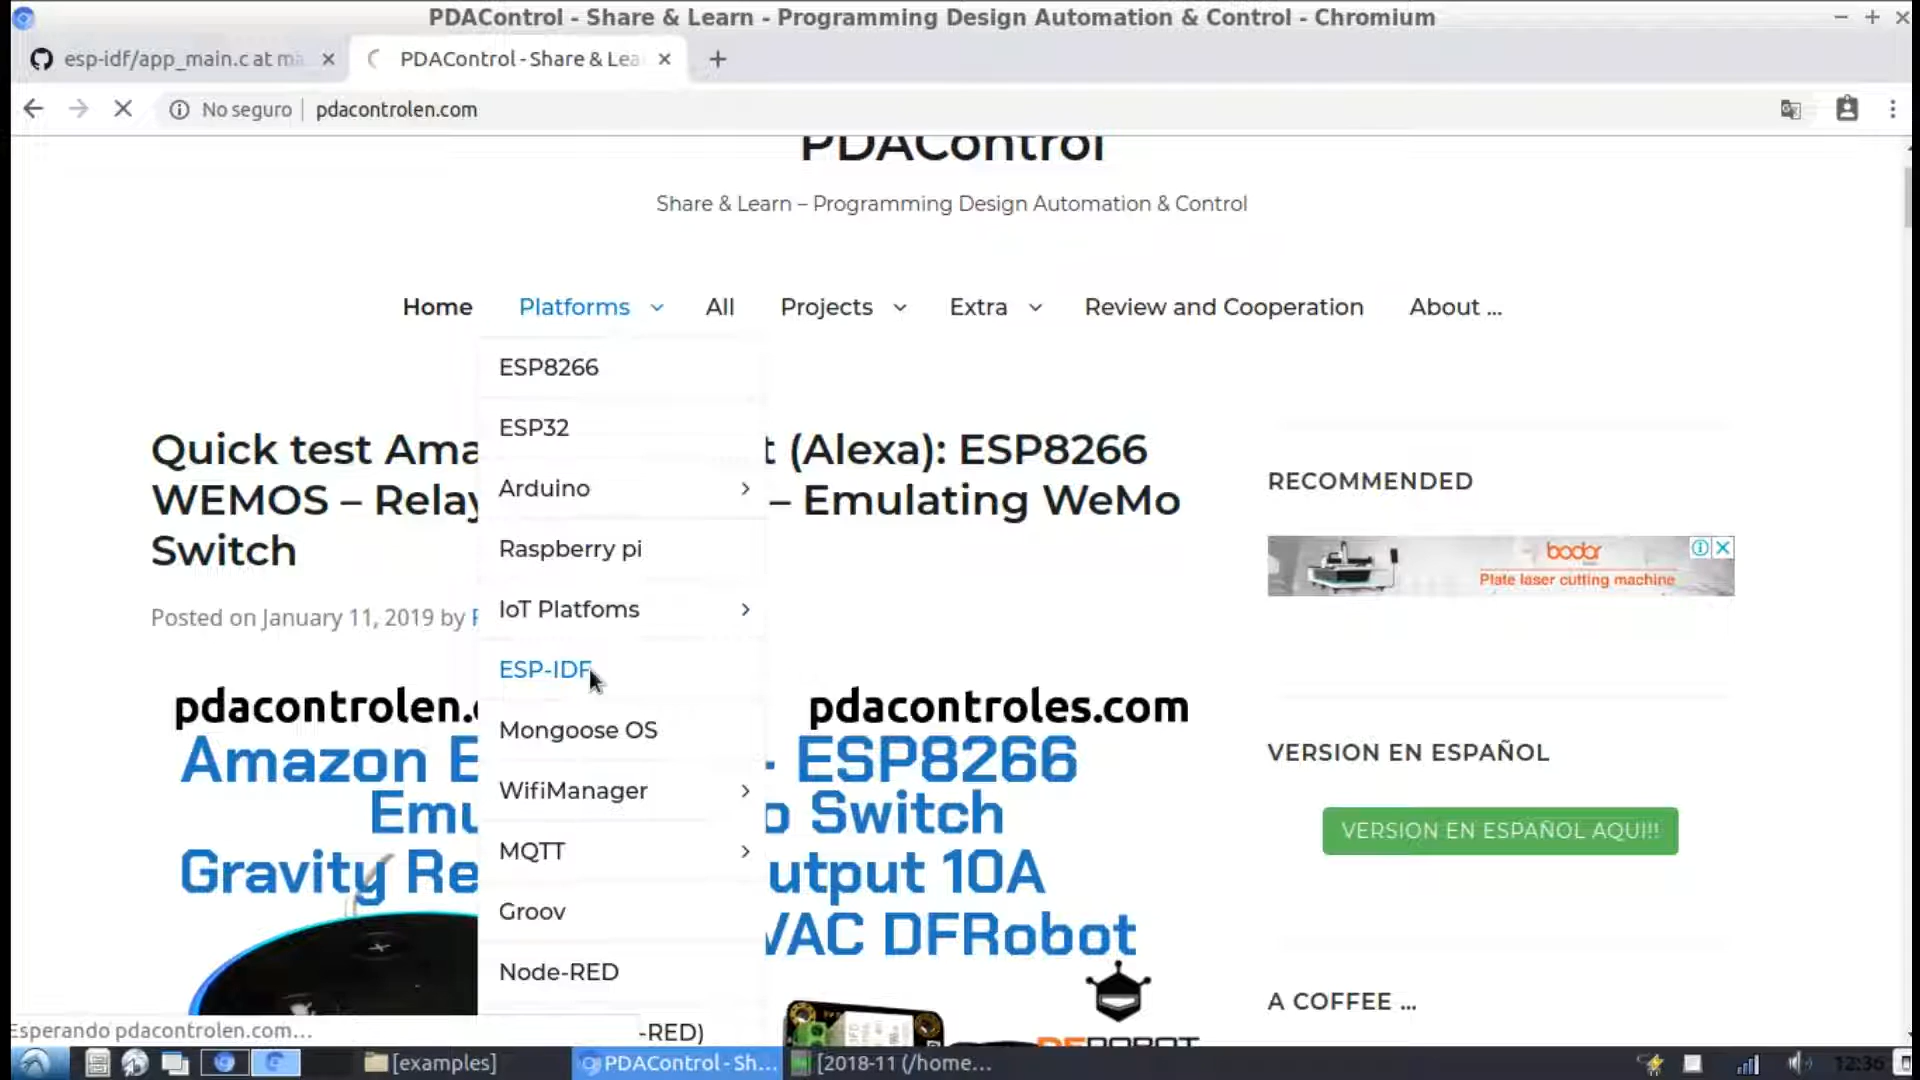 PDAControl - Share & Learn - Programming Design Automation & Control - Chromium
esp-idf/app_main.c at ma
PDAControl - Share & Lea
No seguro
pdacontrolen.com
PDAControl
Share & Learn – Programming Design Automation & Control
Home
Platforms
All
Projects
Extra
Review and Cooperation
About ...
ESP8266
ESP32
Arduino
Raspberry pi
IoT Platfoms
ESP-IDF
Mongoose OS
WifiManager
MQTT
Groov
Node-RED
-RED)
Quick test Ama t (Alexa): ESP8266
WEMOS – Relay – Emulating WeMo
Switch
Posted on January 11, 2019 by
pdacontrolen. pdacontroles.com
Amazon E - ESP8266
Emu o Switch
Gravity Re utput 10A
VAC DFRobot
RECOMMENDED
bodor
Plate laser cutting machine
VERSION EN ESPAÑOL
VERSION EN ESPAÑOL AQUI!!
A COFFEE ...
Esperando pdacontrolen.com...
[examples]
PDAControl - Sh...
[2018-11 (/home...
12:36